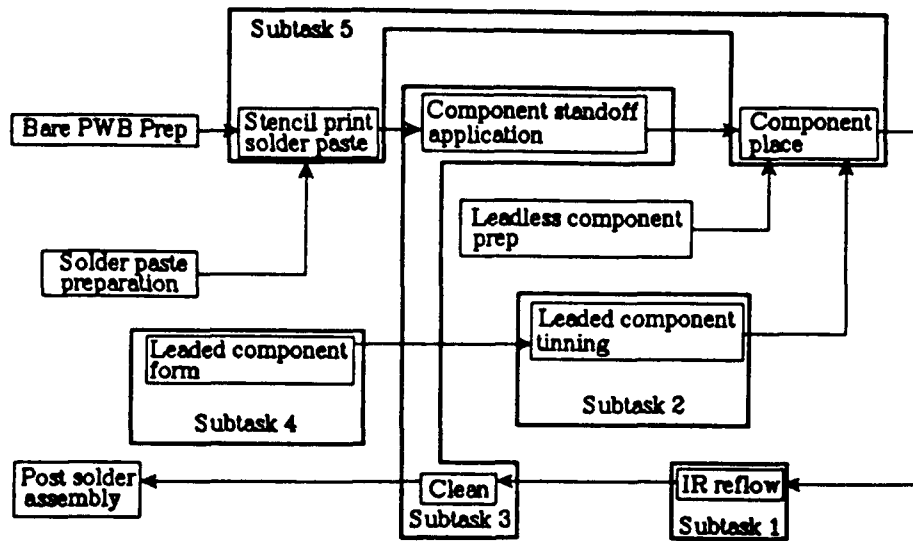 Subtask 5
Bare PWB Prep
Stencil print
solder paste
Component standoff
application
Component
place
Leadless component
prep
Solder paste
preparation
Leaded component
form
Subtask 4
Leaded component
tinning
Subtask 2
Post solder
assembly
Clean
Subtask 3
IR reflow
Subtask 1